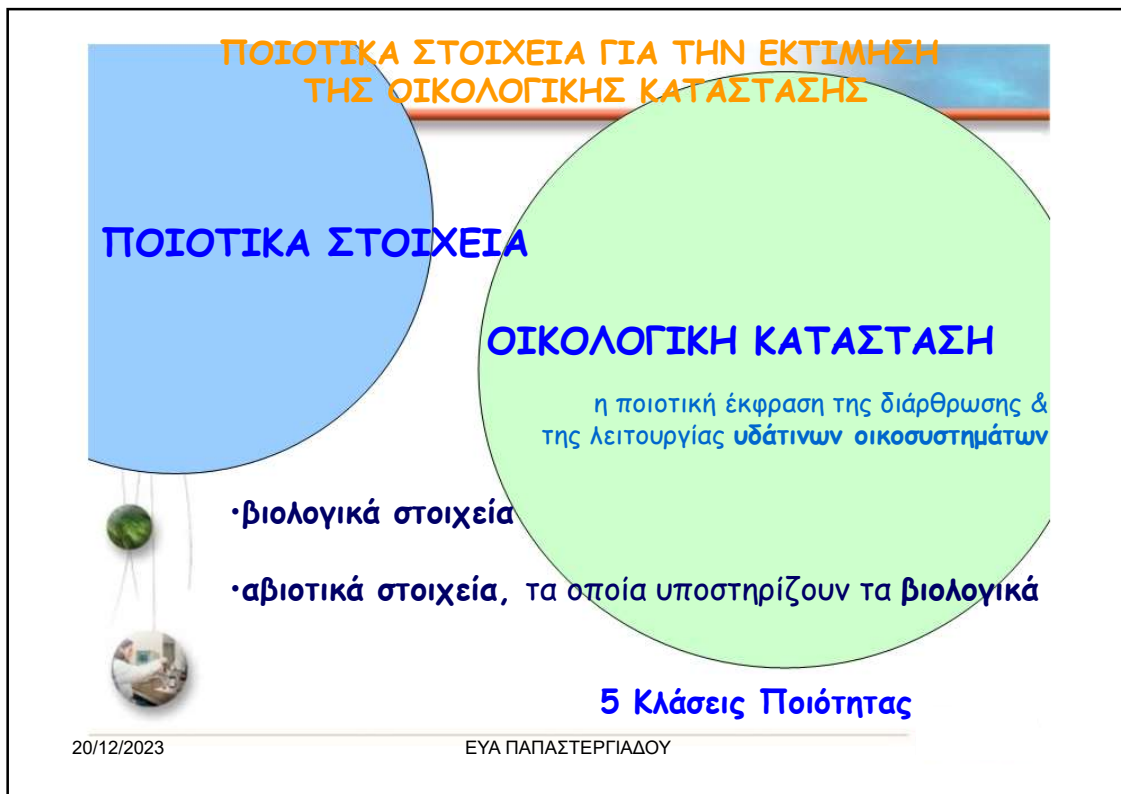 ΠΟΙΟΤΙΚΑ ΣΤΟΙΧΕΙΑ ΓΙΑ ΤΗΝ ΕΚΤΙΜΗΣΗ
ΤΗΣ ΟΙΚΟΛΟΓΙΚΗΣ ΚΑΤΑΣΤΑΣΗΣ
ΠΟΙΟΤΙΚΑ ΣΤΟΙΧΕΙΑ
ΟΙΚΟΛΟΓΙΚΗ ΚΑΤΑΣΤΑΣΗ
η ποιοτική έκφραση της διάρθρωσης &
της λειτουργίας υδάτινων οικοσυστημάτων
•βιολογικά στοιχεία
•αβιοτικά στοιχεία, τα οποία υποστηρίζουν τα βιολογικά
5 Κλάσεις Ποιότητας
20/12/2023 ΕΥΑ ΠΑΠΑΣΤΕΡΓΙΑΔΟΥ